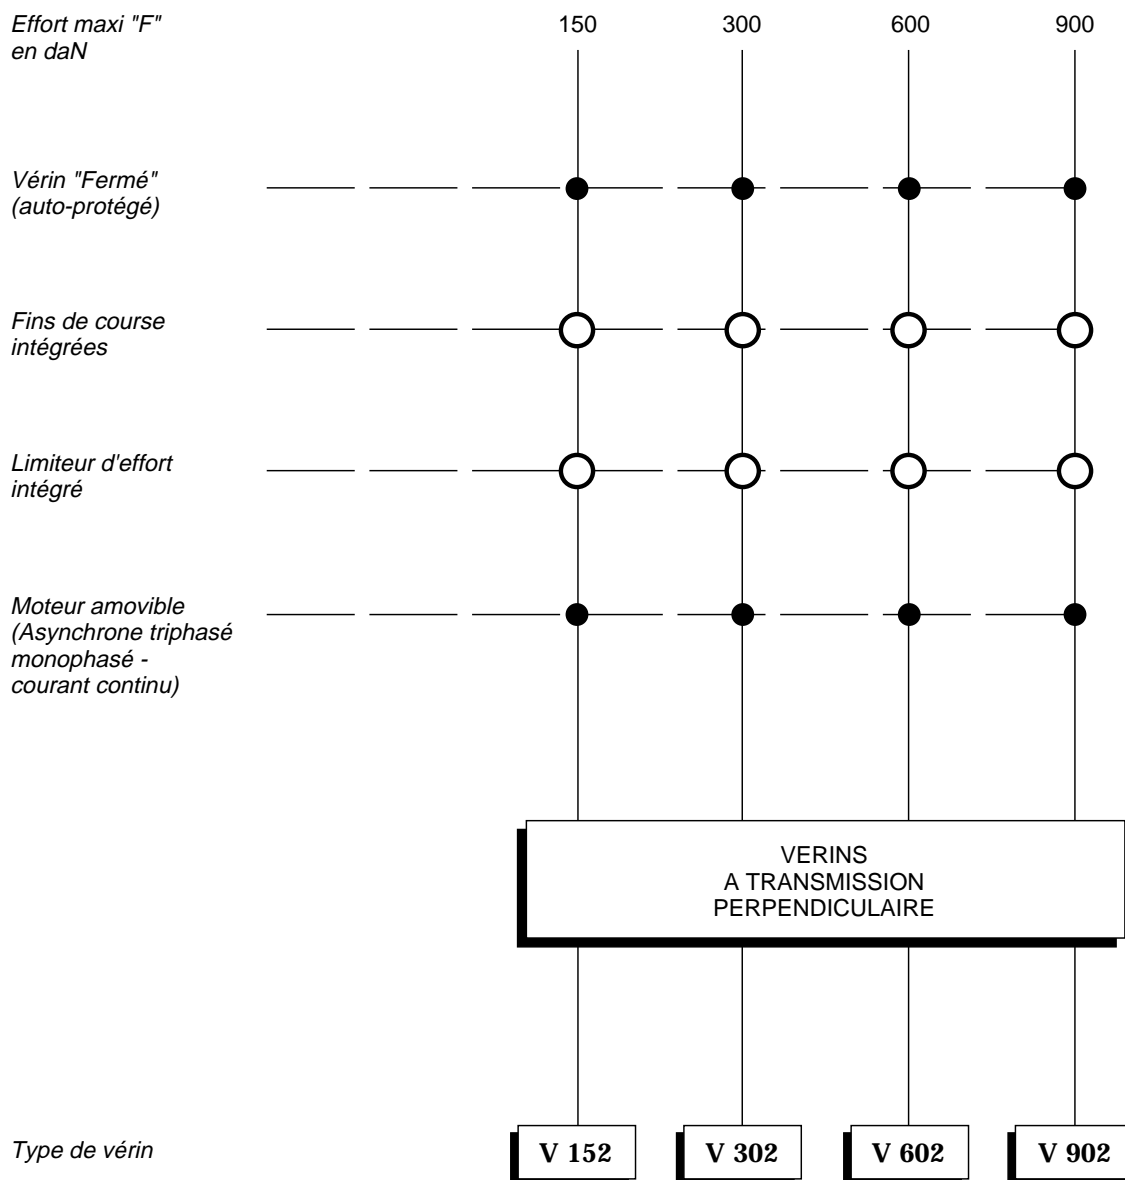 Effort maxi "F"
en daN
150 300 600 900
Vérin "Fermé"
(auto-protégé)
Fins de course
intégrées
Limiteur d'effort
intégré
Moteur amovible
(Asynchrone triphasé
monophasé -
courant continu)
VERINS
A TRANSMISSION
PERPENDICULAIRE
Type de vérin
V 152 V 302 V 602 V 902